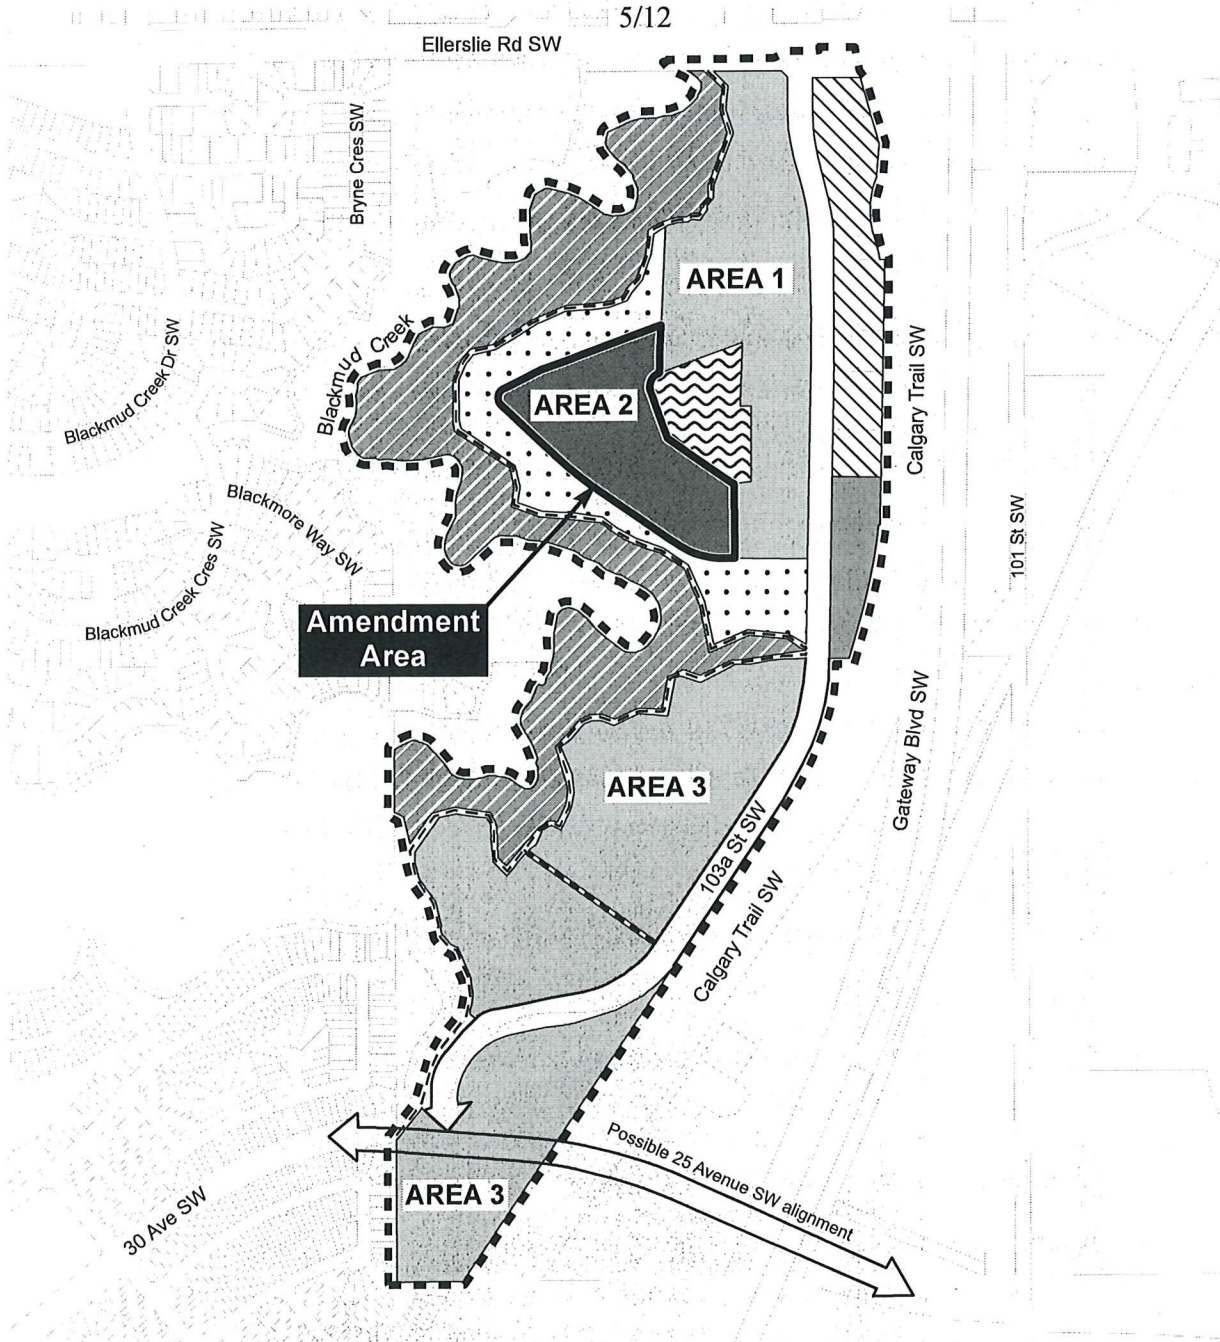 5/12
Ellerslie Rd SW
Bryne Cres SW
AREA 1
Blackmud Creek
Blackmud Creek Dr SW
AREA 2
Calgary Trail SW
Blackmore Way SW
101 St SW
Blackmud Creek Cres SW
Amendment
Area
Gateway Blvd SW
AREA 3
103a St SW
Calgary Trail SW
Possible 25 Avenue SW alignment
AREA 3
30 Ave SW